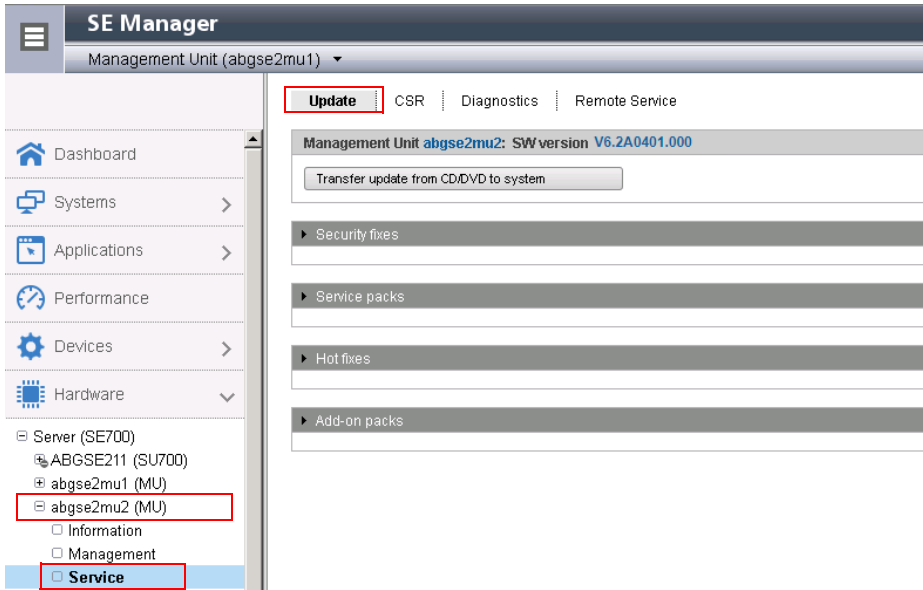 SE Manager
Management Unit (abgse2mu1)
Dashboard
Systems
Applications
Performance
Devices
Hardware
Server (SE700)
ABGSE211 (SU700)
abgse2mu1 (MU)
abgse2mu2 (MU)
Information
Management
Service
Update CSR Diagnostics Remote Service
Management Unit abgse2mu2: SW version V6.2A0401.000
Transfer update from CD/DVD to system
Security fixes
Service packs
Hot fixes
Add-on packs